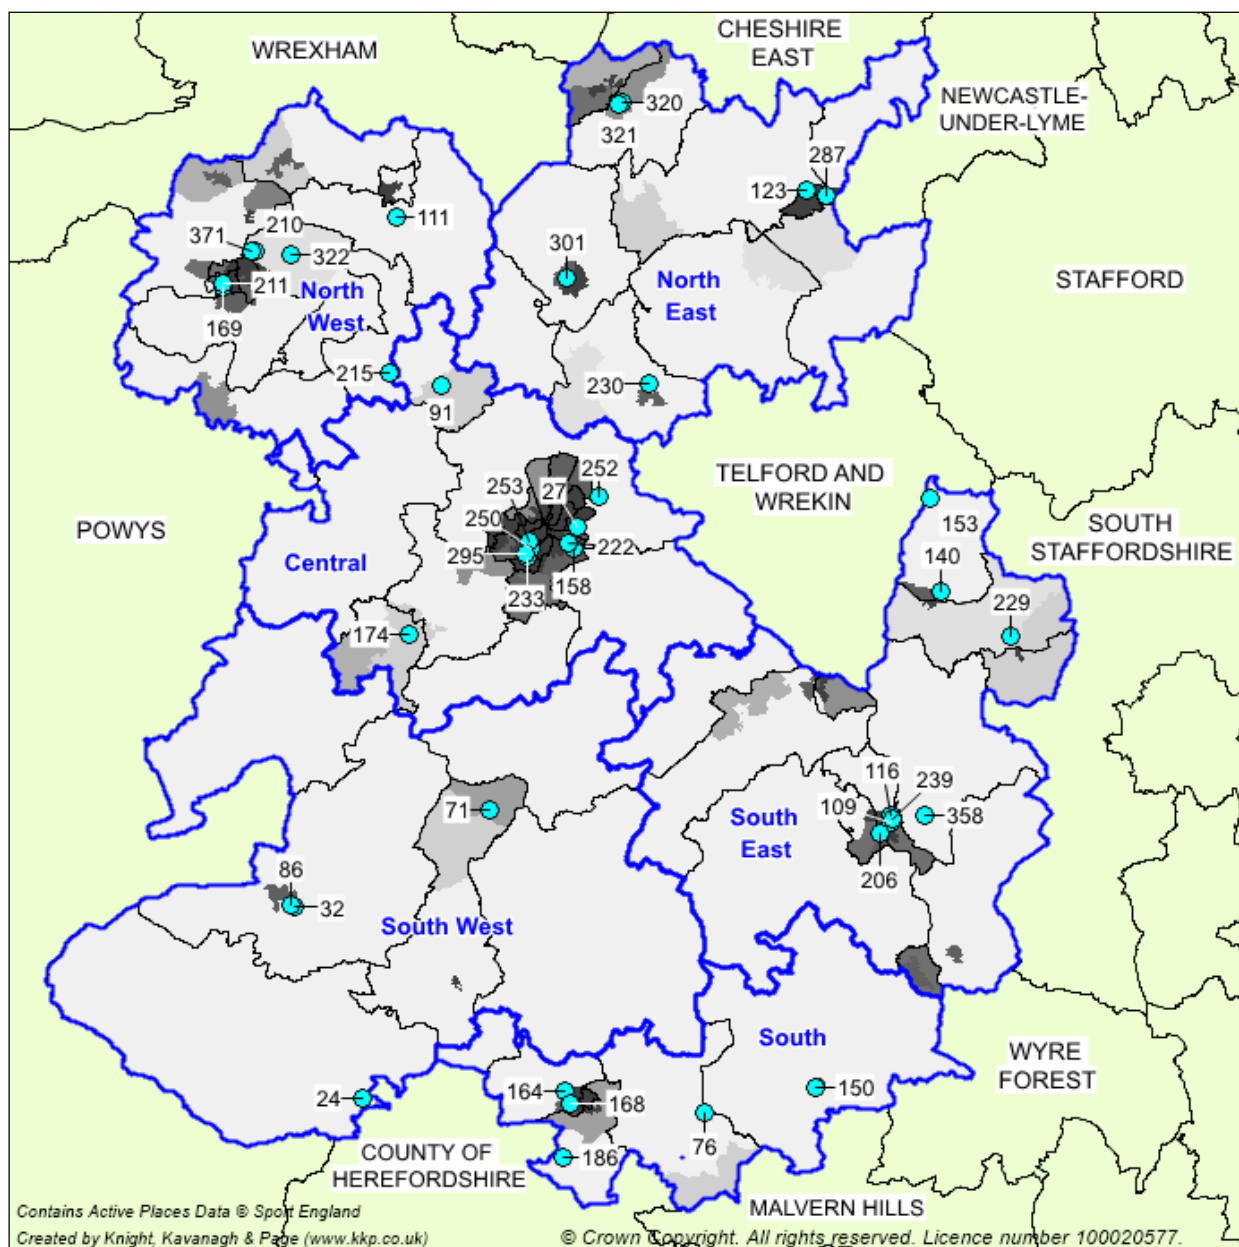 WREXHAM
CHESHIRE
EAST
NEWCASTLE-
UNDER-LYME
320
321
287
123
111
210
371
322
301
211
North
West
North
East
STAFFORD
169
215
91
230
TELFORD AND
WREKIN
252
27
253
250
295
222
158
233
POWYS
Central
153
SOUTH
STAFFORDSHIRE
140
229
174
71
116
239
109
358
South
East
206
86
32
South West
South
WYRE
FOREST
24
164
168
150
76
186
COUNTY OF
HEREFORDSHIRE
MALVERN HILLS
Contains Active Places Data © Sport England
Created by Knight, Kavanagh & Page (www.kkp.co.uk)
© Crown Copyright. All rights reserved. Licence number 100020577.